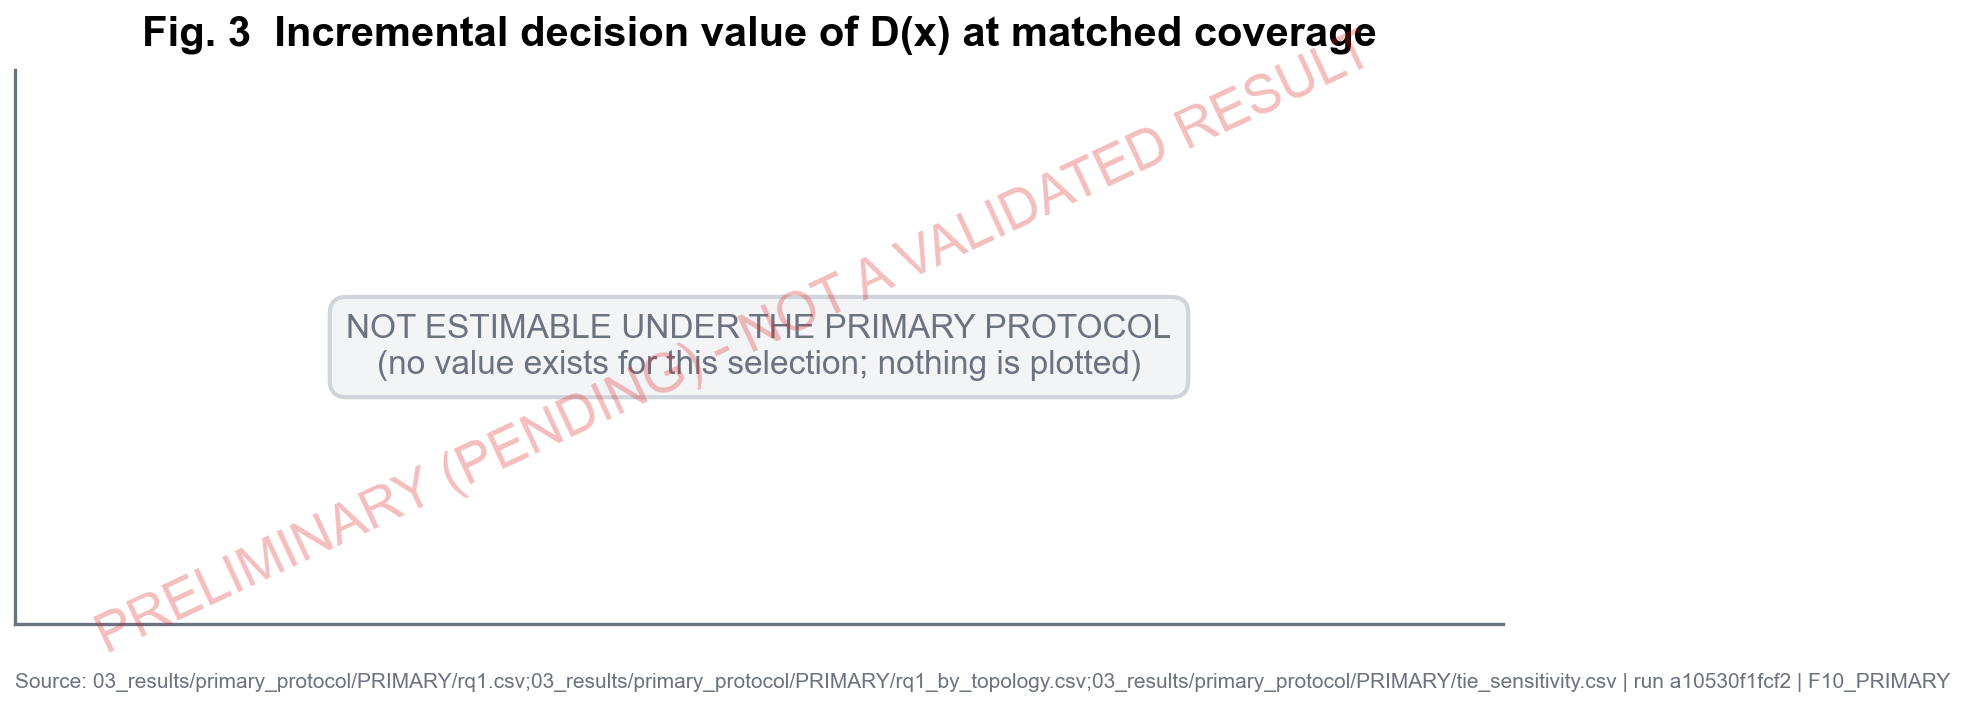 Fig. 3  Incremental decision value of D(x) at matched coverage
PRELIMINARY (PENDING) - NOT A VALIDATED RESULT
NOT ESTIMABLE UNDER THE PRIMARY PROTOCOL
(no value exists for this selection; nothing is plotted)
Source: 03_results/primary_protocol/PRIMARY/rq1.csv;03_results/primary_protocol/PRIMARY/rq1_by_topology.csv;03_results/primary_protocol/PRIMARY/tie_sensitivity.csv | run a10530f1fcf2 | F10_PRIMARY